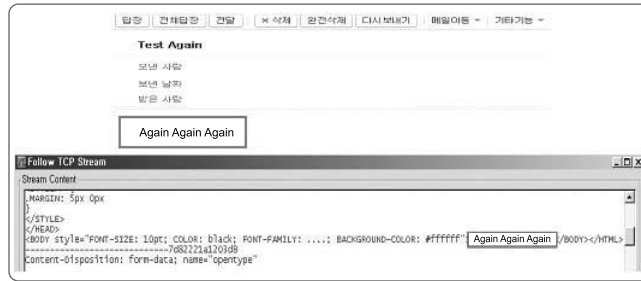 답장 전체답장 전달 × 삭제 완전삭제 다시 보내기 메일이동 기타기능
Test Again
보낸 사람
보낸 날짜
받은 사람
Again Again Again
Follow TCP Stream
Stream Content
.MARGIN: 5px 0px
}
</STYLE>
</HEAD>
<BODY style="FONT-SIZE: 10pt; COLOR: black; FONT-FAMILY: ....; BACKGROUND-COLOR: #ffffff"> Again Again Again </BODY></HTML>
-----------------------------7d82221a1203d8
Content-Disposition: form-data; name="opentype"